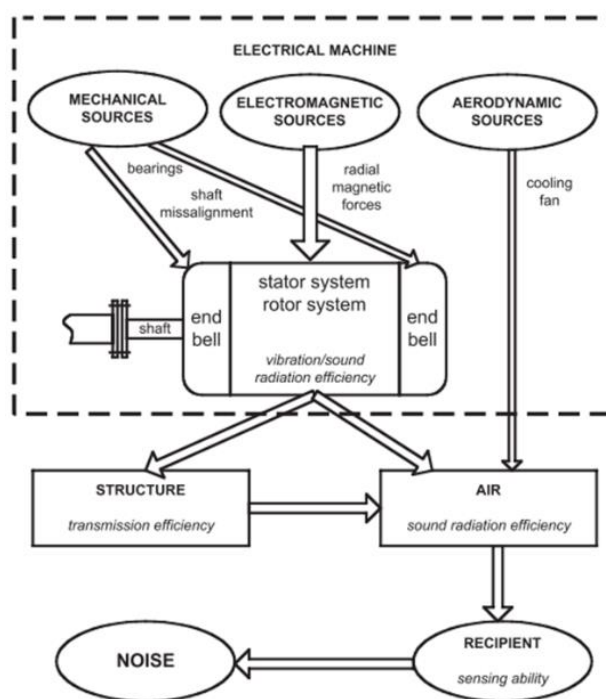 ELECTRICAL MACHINE
MECHANICAL
SOURCES
ELECTROMAGNETIC
SOURCES
AERODYNAMIC
SOURCES
bearings
shaft
missalignment
radial
magnetic
forces
cooling
fan
end
bell
stator system
rotor system
vibration/sound
radiation efficiency
end
bell
shaft
STRUCTURE
transmission efficiency
AIR
sound radiation efficiency
NOISE
RECIPIENT
sensing ability